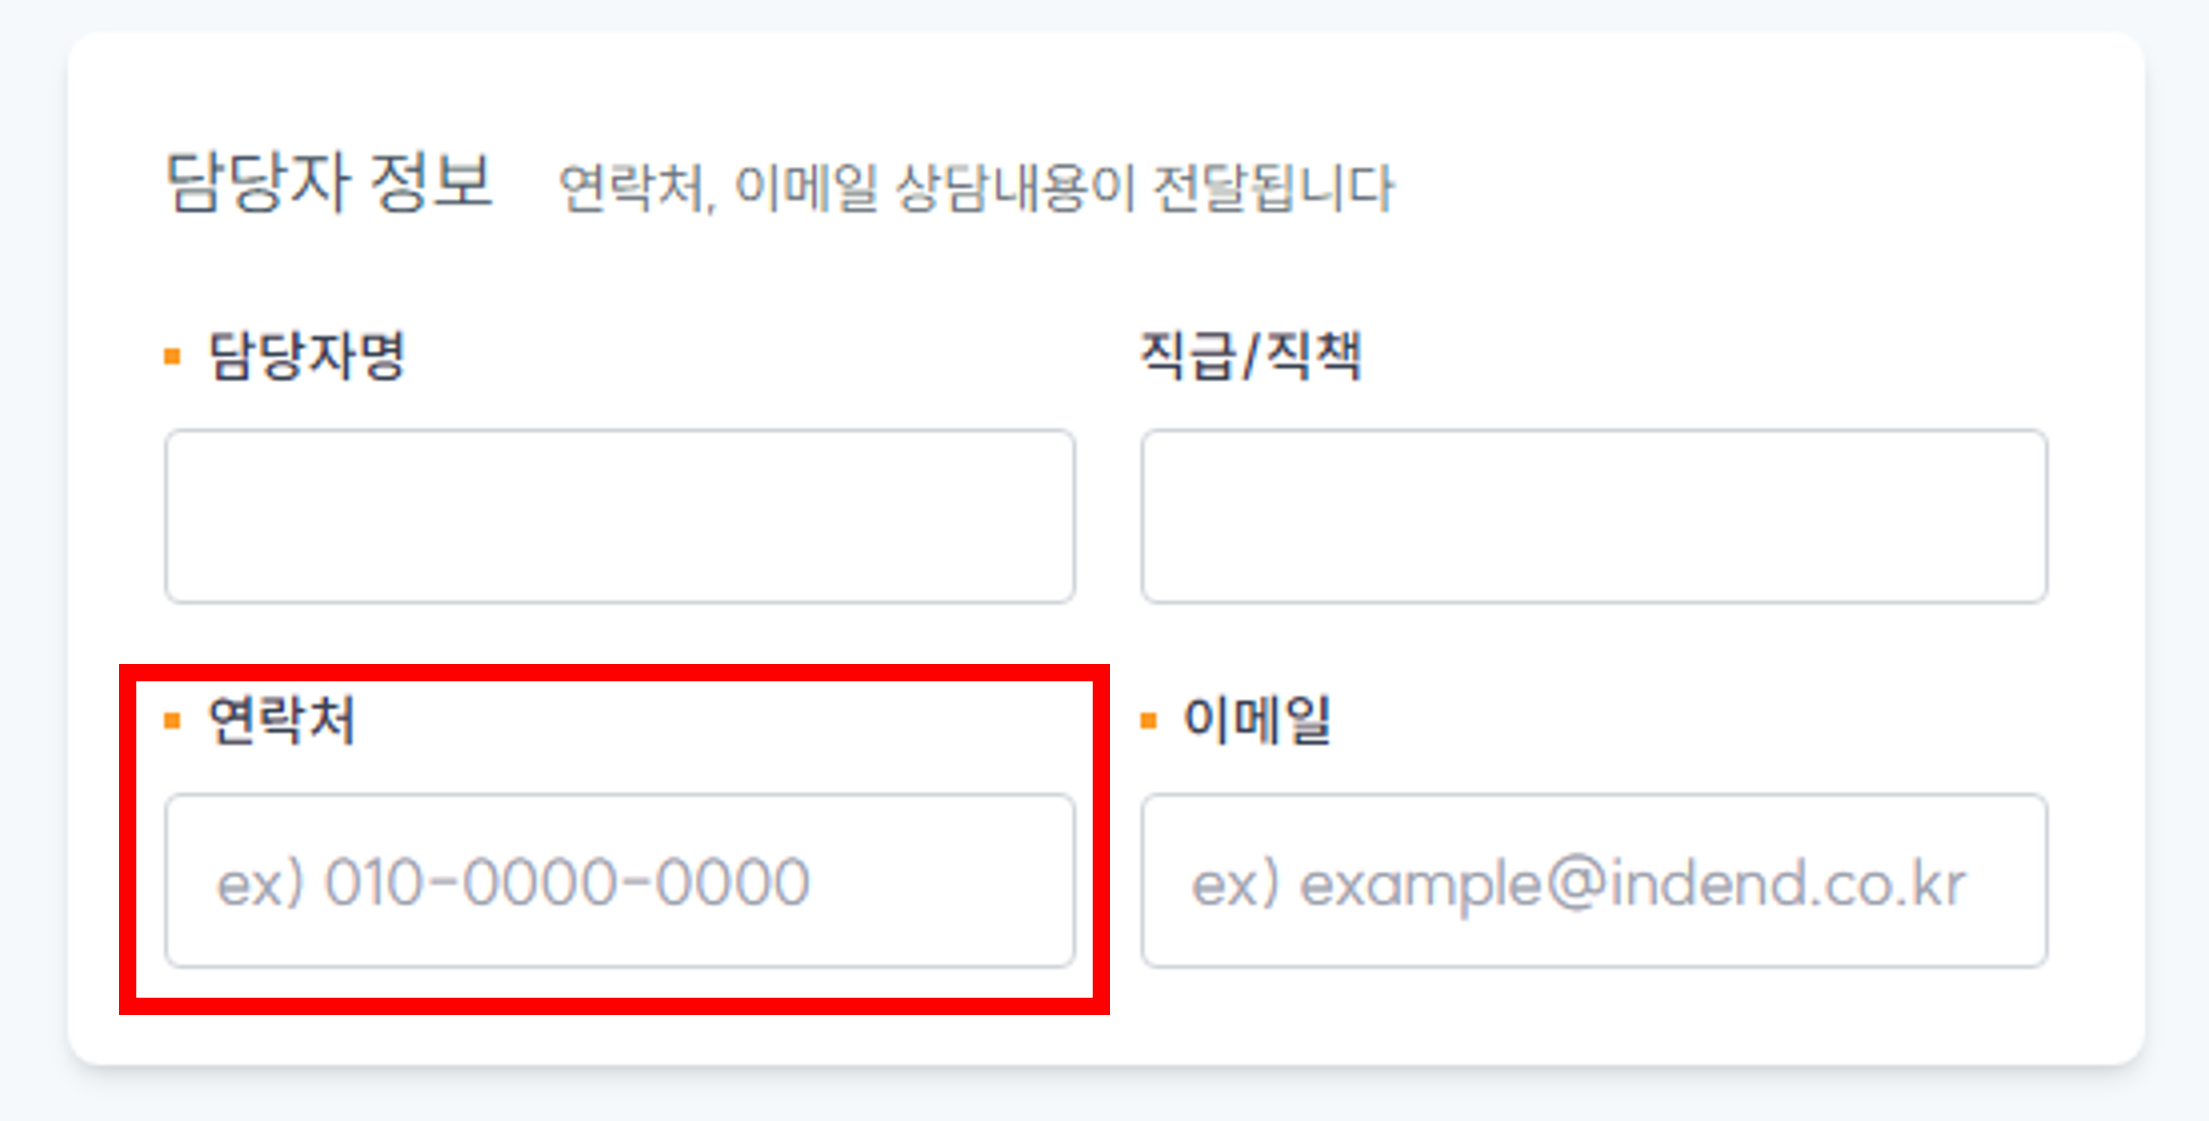 담당자 정보 연락처, 이메일 상담내용이 전달됩니다
담당자명
직급/직책
연락처
이메일
ex) 010-0000-0000
ex) example@indend.co.kr